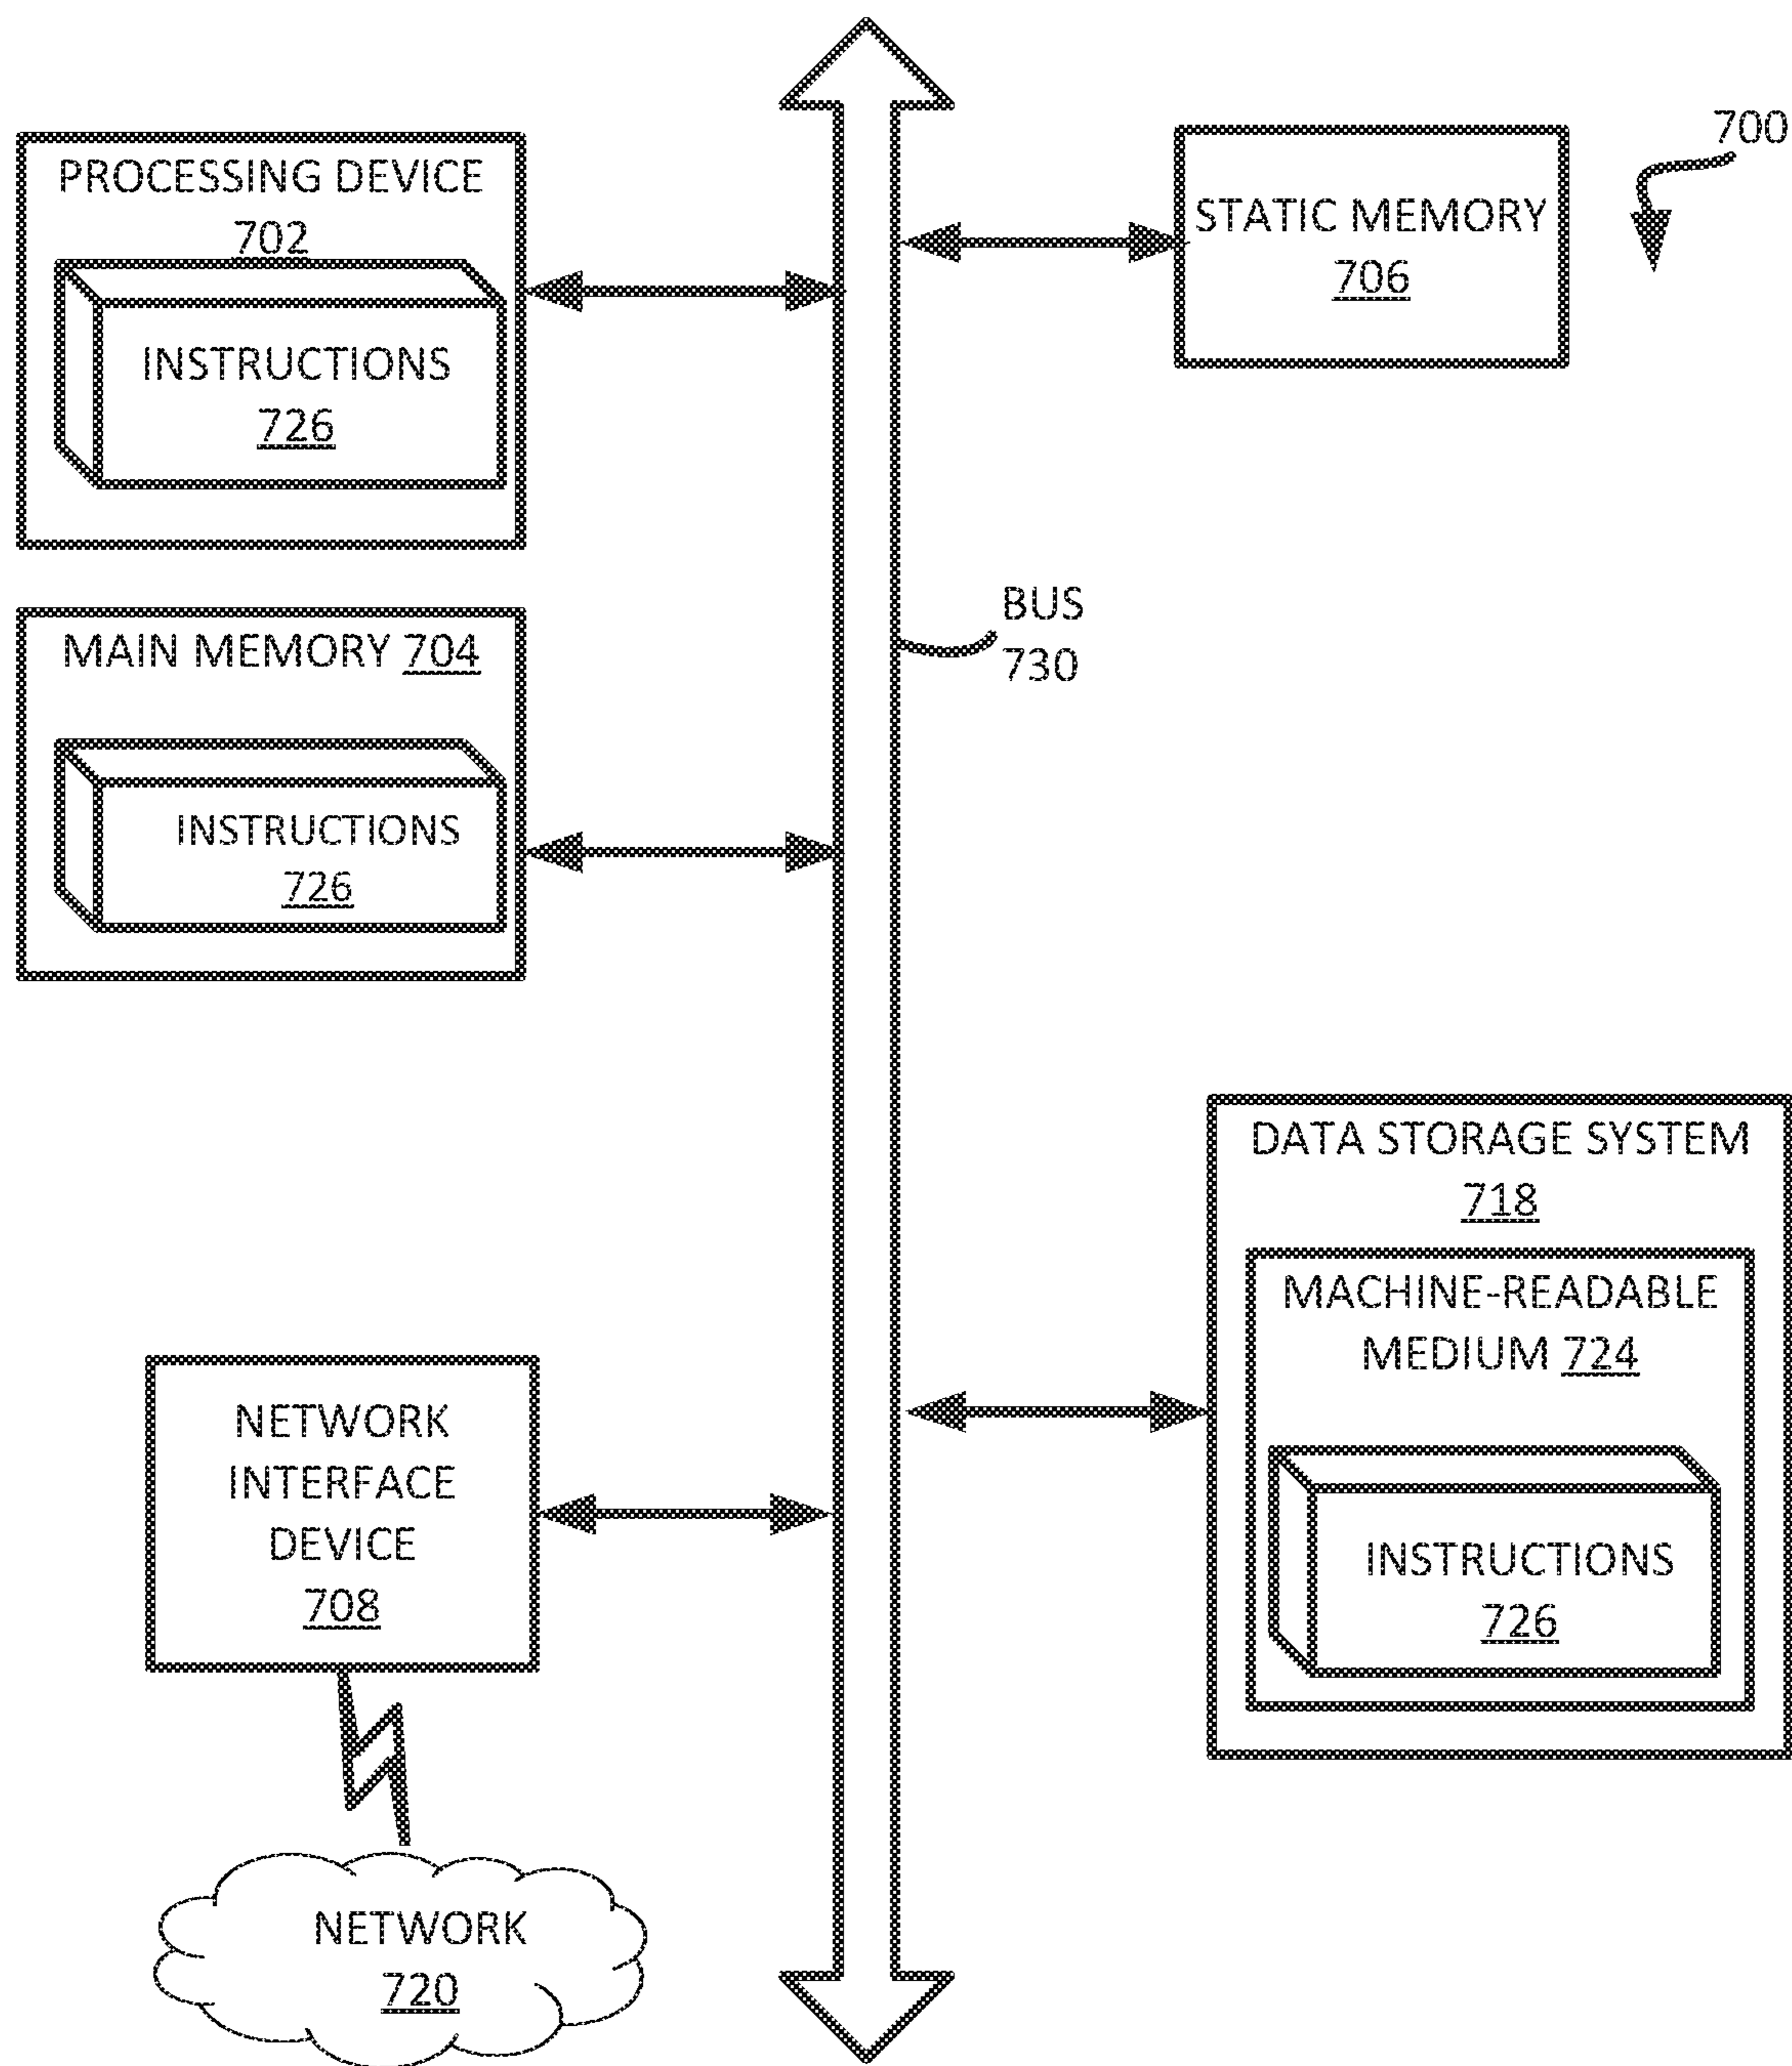 PROCESSING DEVICE
702
INSTRUCTIONS
726
STATIC MEMORY
706
700
MAIN MEMORY 704
INSTRUCTIONS
726
BUS
730
DATA STORAGE SYSTEM
718
MACHINE-READABLE
MEDIUM 724
INSTRUCTIONS
726
NETWORK
INTERFACE
DEVICE
708
NETWORK
720